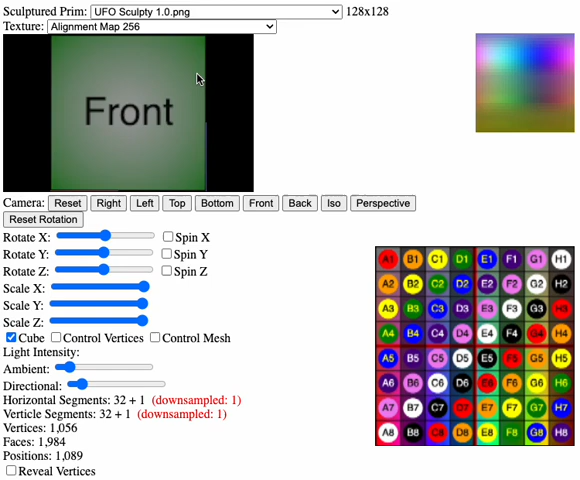 Sculptured Prim: UFO Sculpty 1.0.png 128x128
Texture: Alignment Map 256
Front
Camera: Reset Right Left Top Bottom Front Back Iso Perspective
Reset Rotation
Rotate X: Spin X
Rotate Y: Spin Y
Rotate Z: Spin Z
Scale X:
Scale Y:
Scale Z:
Cube Control Vertices Control Mesh
Light Intensity:
Ambient:
Directional:
Horizontal Segments: 32 + 1 (downsampled: 1)
Verticle Segments: 32 + 1 (downsampled: 1)
Vertices: 1,056
Faces: 1,984
Positions: 1,089
Reveal Vertices
A1 B1 C1 D1 E1 F1 G1 H1
A2 B2 C2 D2 E2 F2 G2 H2
A3 B3 C3 D3 E3 F3 G3 H3
A4 B4 C4 D4 E4 F4 G4 H4
A5 B5 C5 D5 E5 F5 G5 H5
A6 B6 C6 D6 E6 F6 G6 H6
A7 B7 C7 D7 E7 F7 G7 H7
A8 B8 C8 D8 E8 F8 G8 H8